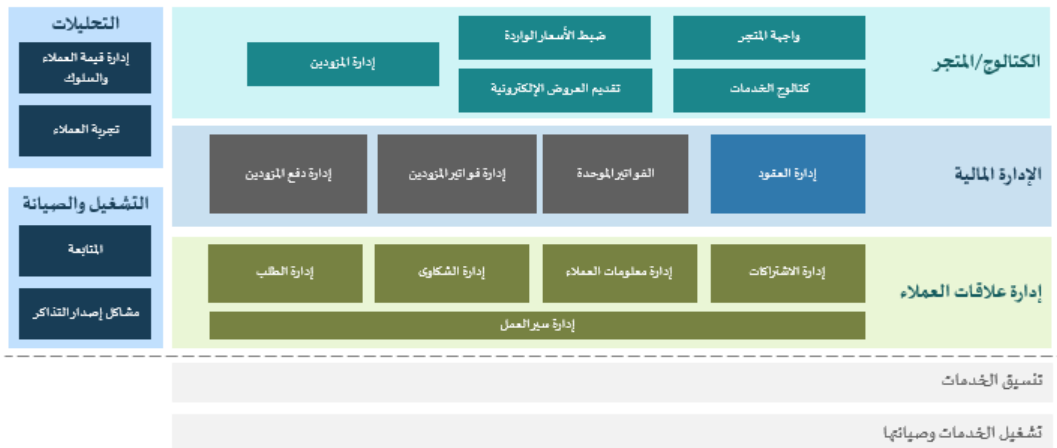 الكتالوج/المتجر
واجهة المتجر
ضبط الأسعار الواردة
إدارة المزودين
كتالوج الخدمات
تقديم العروض الإلكترونية
الإدارة المالية
إدارة العقود
الفواتير الموحدة
إدارة فواتير المزودين
إدارة دفع المزودين
إدارة علاقات العملاء
إدارة الاشتراكات
إدارة معلومات العملاء
إدارة الشكاوى
إدارة الطلب
إدارة سير العمل
التحليلات
إدارة قيمة العملاء
والسلوك
تجربة العملاء
التشغيل والصيانة
المتابعة
مشاكل إصدار التذاكر
تنسيق الخدمات
تشغيل الخدمات وصيانتها